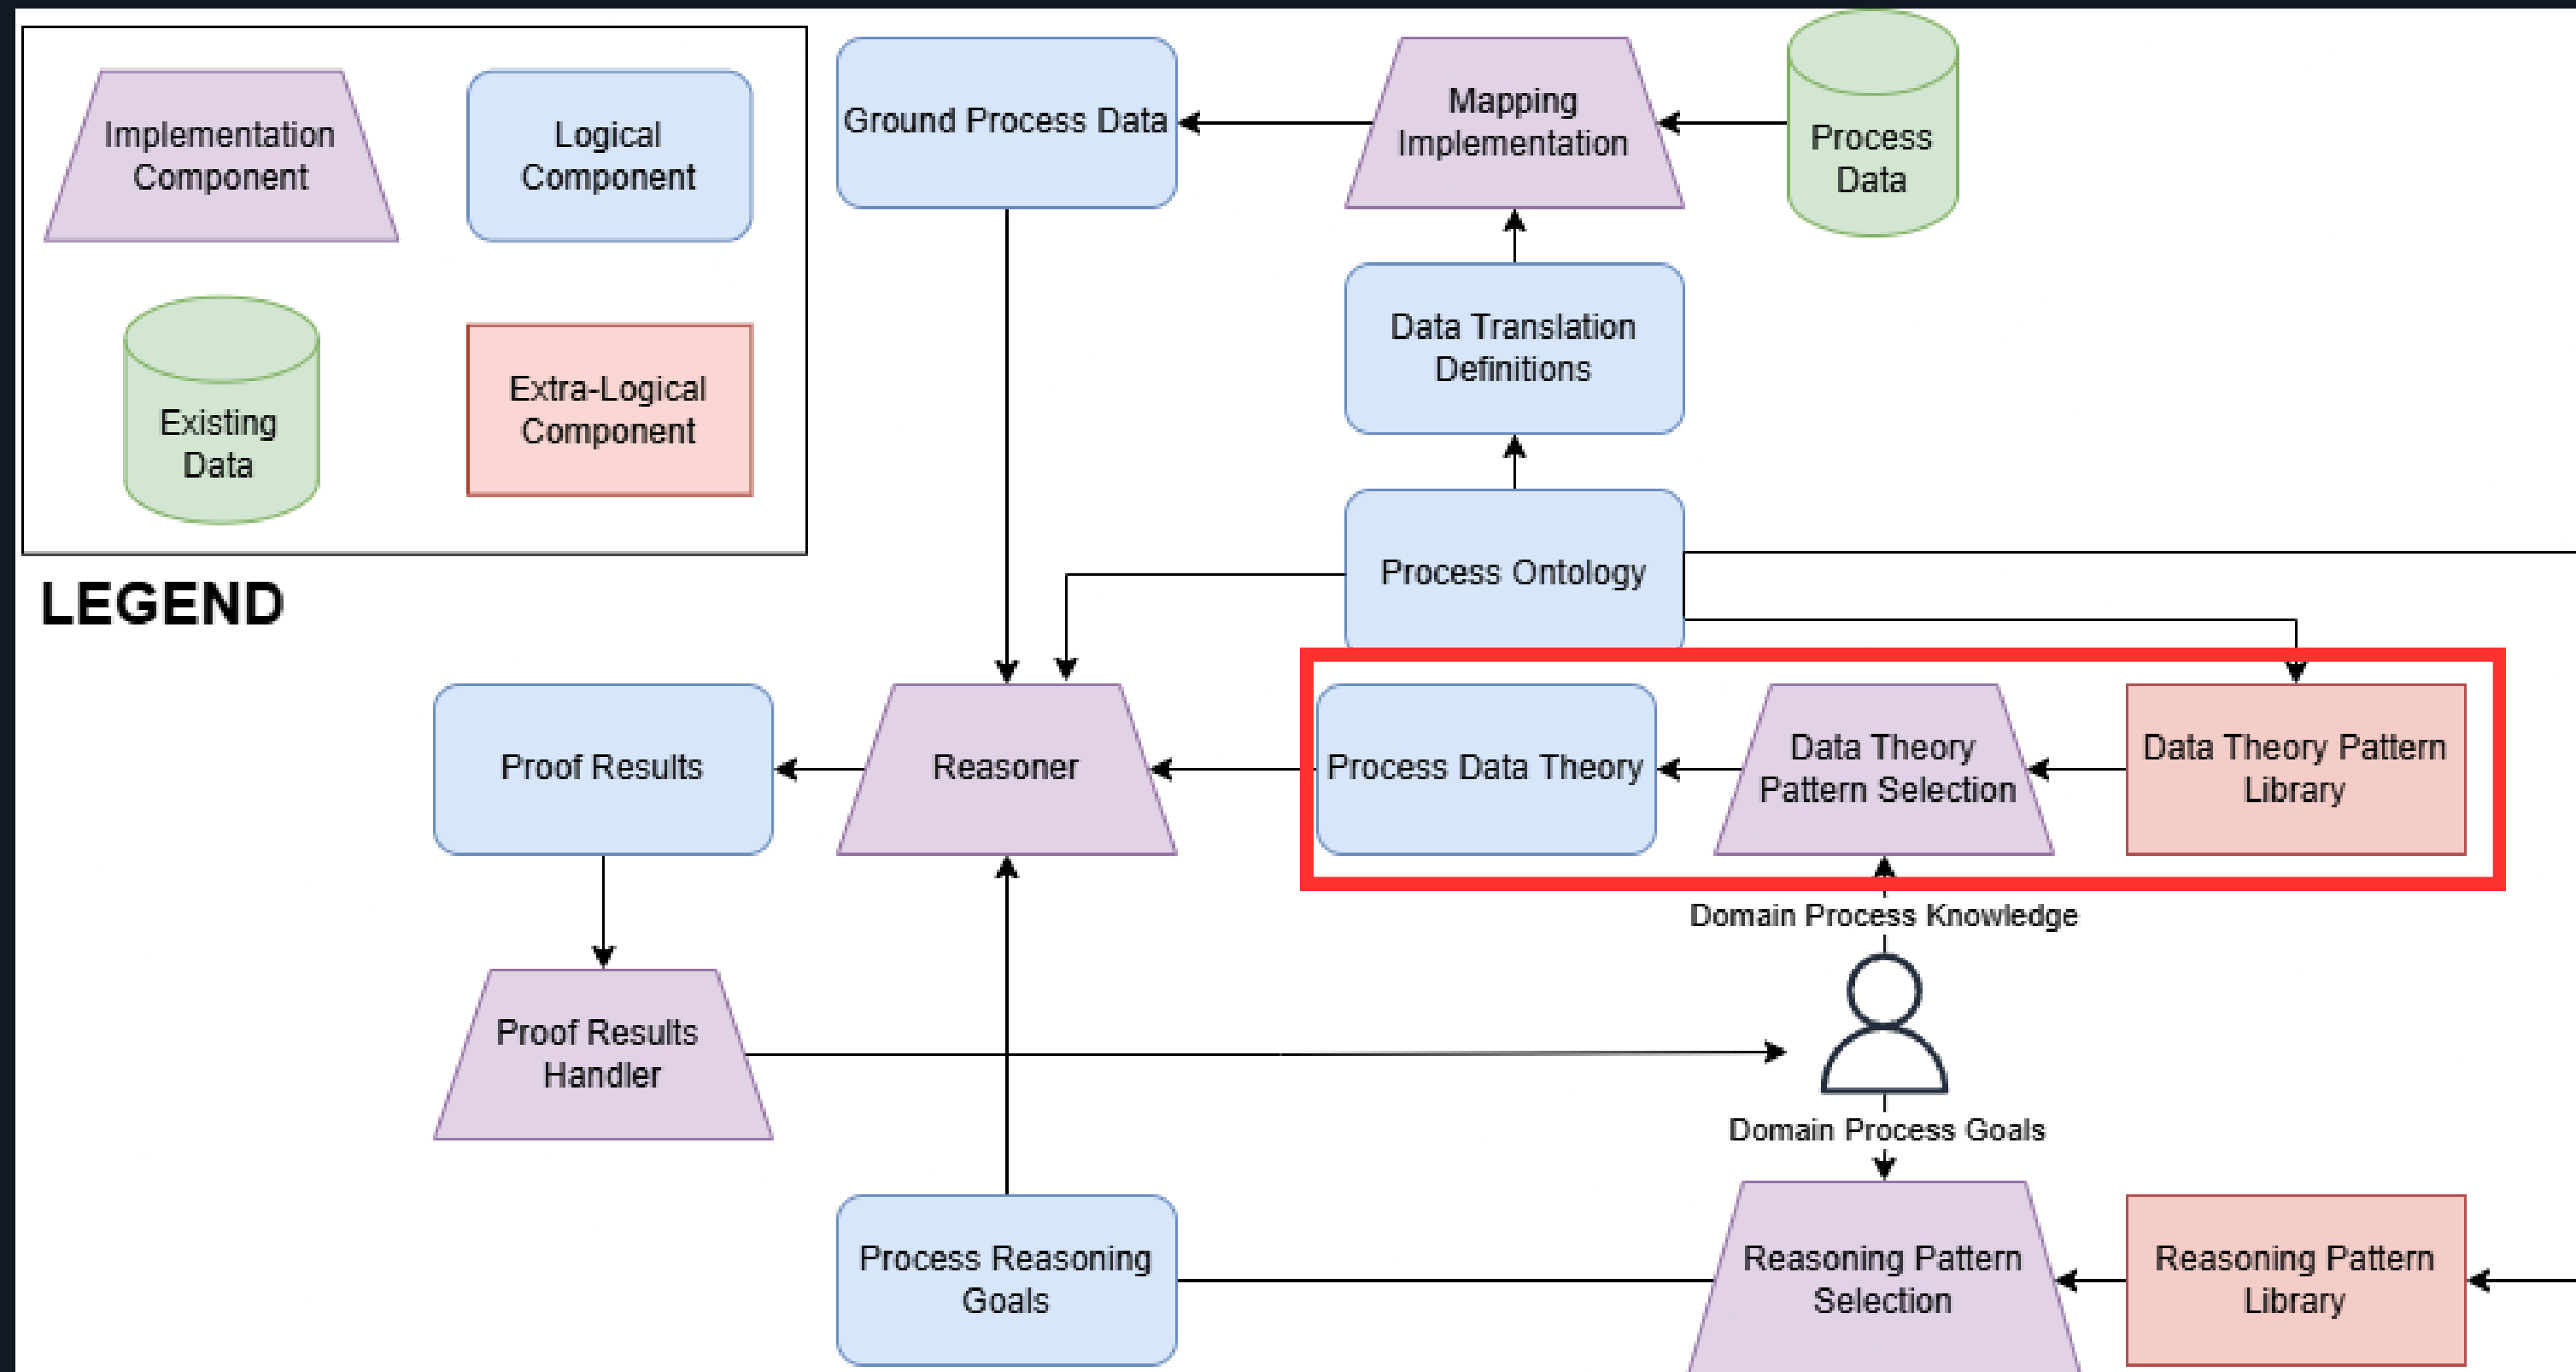 Implementation
Component
Logical
Component
Existing
Data
Extra-Logical
Component
LEGEND
Ground Process Data
Mapping
Implementation
Process
Data
Data Translation
Definitions
Process Ontology
Proof Results
Reasoner
Process Data Theory
Data Theory
Pattern Selection
Data Theory Pattern
Library
Domain Process Knowledge
Proof Results
Handler
Domain Process Goals
Process Reasoning
Goals
Reasoning Pattern
Selection
Reasoning Pattern
Library